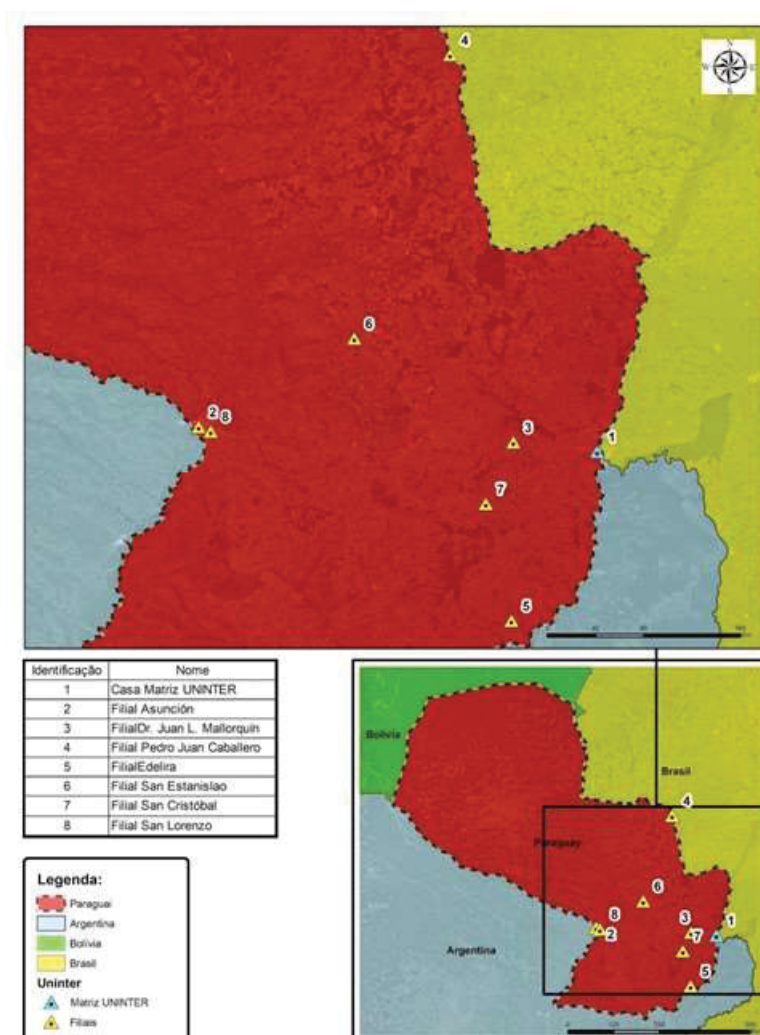 N
W E
S
4
6
2
8
3
1
7
5
Identificação Nome
1 Casa Matriz UNINTER
2 Filial Asunción
3 FilialDr. Juan L. Mallorquín
4 Filial Pedro Juan Caballero
5 FilialEdelira
6 Filial San Estanislao
7 Filial San Cristóbal
8 Filial San Lorenzo
Legenda:
Paraguai
Argentina
Bolívia
Brasil
Uninter
Matriz UNINTER
Filiais
Bolivia
Brasil
4
Paraguay
6
8
2
3
1
7
Argentina
5